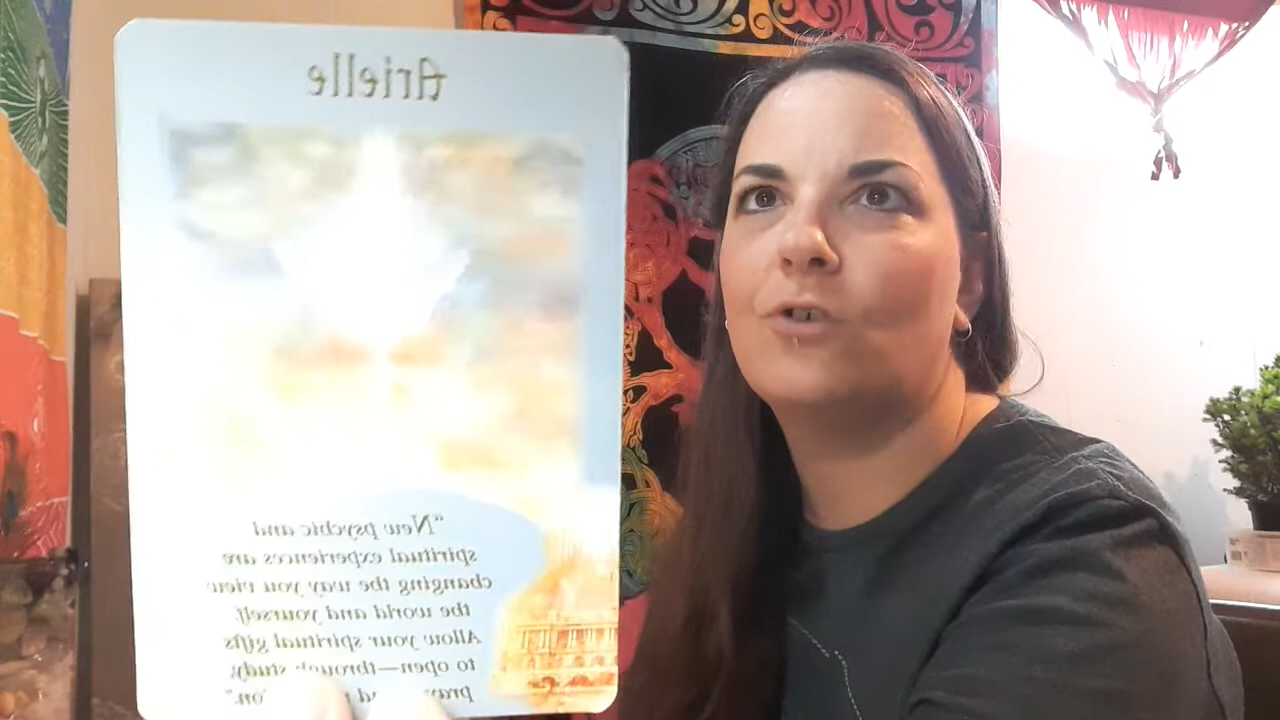 Arielle
"New psychic and
spiritual experiences are
changing the way you view
the world and yourself.
Allow your spiritual gifts
to open—through study,